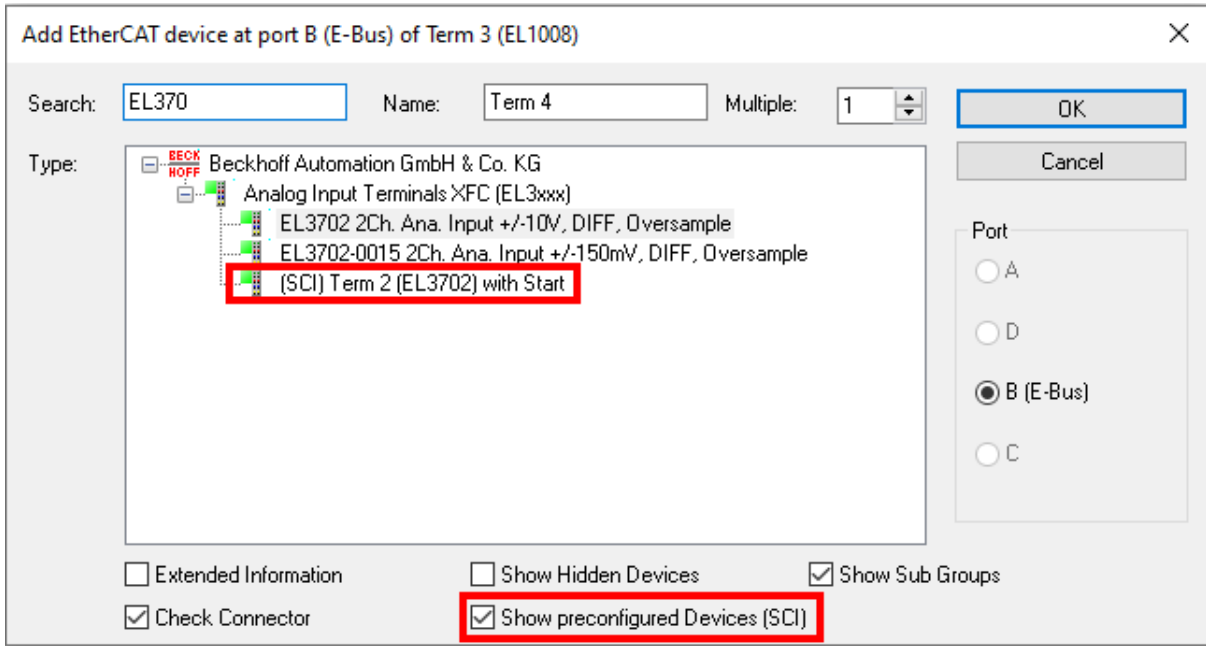 Add EtherCAT device at port B (E-Bus) of Term 3 (EL1008)
Search: EL370 Name: Term 4 Multiple: 1 OK
Type: Cancel
BECK
HOFF
Beckhoff Automation GmbH & Co. KG
Analog Input Terminals XFC (EL3xxx)
EL3702 2Ch. Ana. Input +/-10V, DIFF, Oversample
EL3702-0015 2Ch. Ana. Input +/-150mV, DIFF, Oversample
(SCI) Term 2 (EL3702) with Start
Port
A
D
B (E-Bus)
C
Extended Information Show Hidden Devices Show Sub Groups
Check Connector Show preconfigured Devices (SCI)